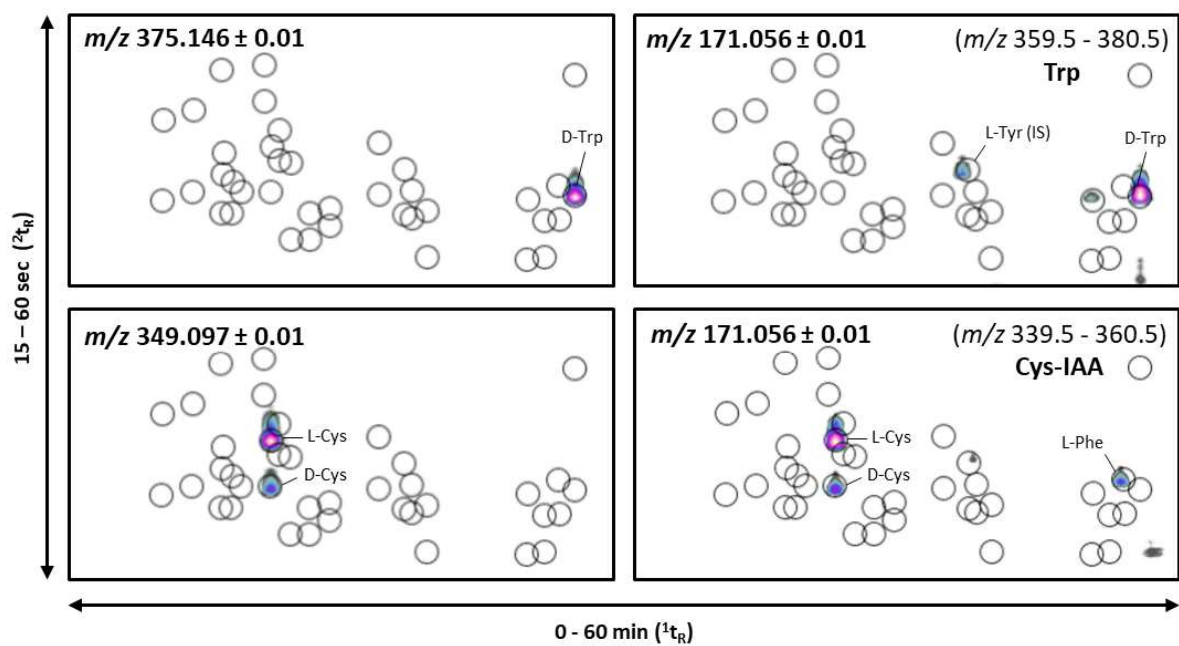 m/z 375.146 ± 0.01
D-Trp
m/z 171.056 ± 0.01
(m/z 359.5 - 380.5)
Trp
L-Tyr (IS)
D-Trp
m/z 349.097 ± 0.01
L-Cys
D-Cys
m/z 171.056 ± 0.01
(m/z 339.5 - 360.5)
Cys-IAA
L-Cys
D-Cys
L-Phe
15 – 60 sec (²tR)
0 - 60 min (¹tR)